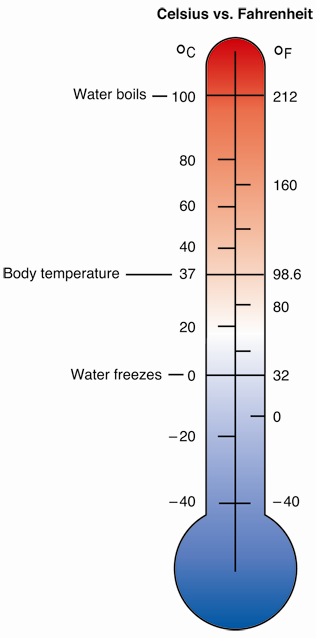 Celsius vs. Fahrenheit
°C °F
Water boils 100 212
80
160
60
40
Body temperature 37 98.6
80
20
Water freezes 0 32
0
−20
−40 −40